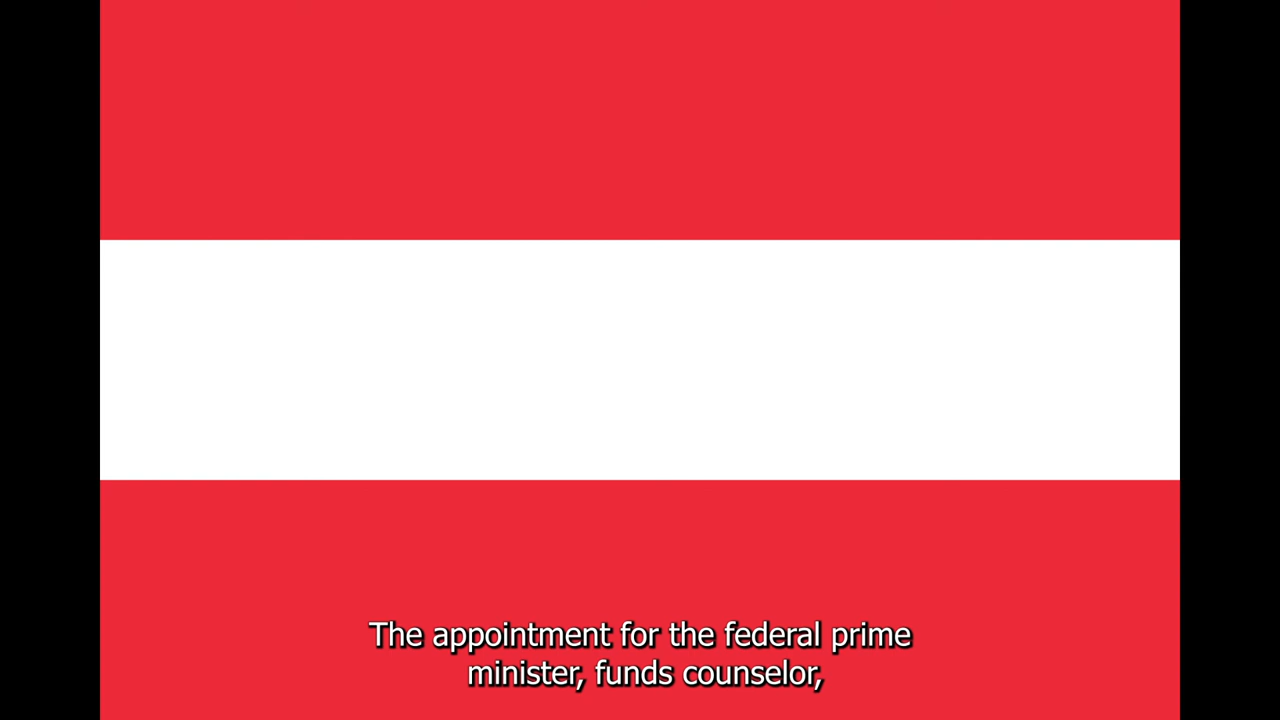 The appointment for the federal prime
minister, funds counselor,